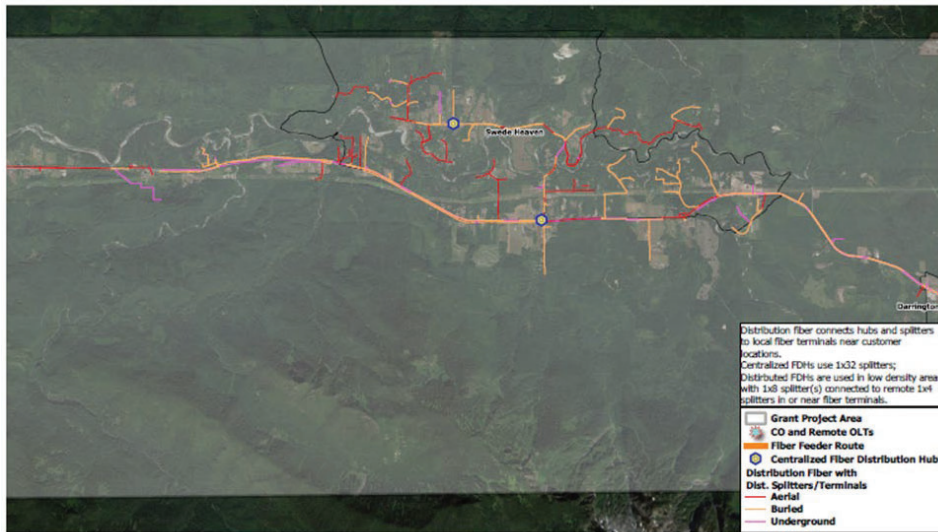 Swede Heaven
Darrington
Distribution fiber connects hubs and splitters
to local fiber terminals near customer
locations.
Centralized FDHs use 1x32 splitters;
Distirbuted FDHs are used in low density area
with 1x8 splitter(s) connected to remote 1x4
splitters in or near fiber terminals.
Grant Project Area
CO and Remote OLTs
Fiber Feeder Route
Centralized Fiber Distribution Hub
Distribution Fiber with
Dist. Splitters/Terminals
Aerial
Buried
Underground